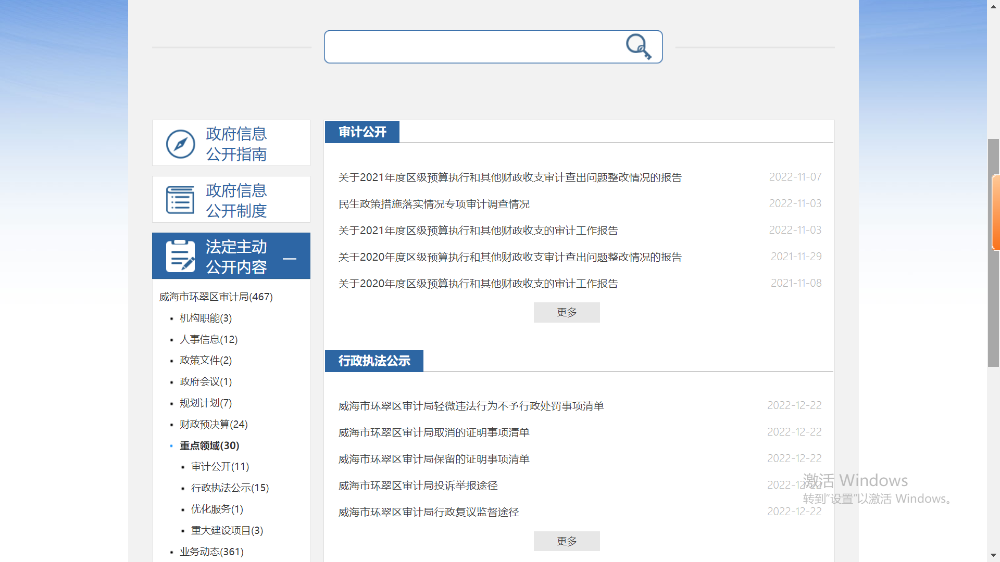 政府信息
公开指南
政府信息
公开制度
法定主动
公开内容
威海市环翠区审计局(467)
机构职能(3)
人事信息(12)
政策文件(2)
政府会议(1)
规划计划(7)
财政预决算(24)
重点领域(30)
审计公开(11)
行政执法公示(15)
优化服务(1)
重大建设项目(3)
业务动态(361)
审计公开
关于2021年度区级预算执行和其他财政收支审计查出问题整改情况的报告 2022-11-07
民生政策措施落实情况专项审计调查情况 2022-11-03
关于2021年度区级预算执行和其他财政收支的审计工作报告 2022-11-03
关于2020年度区级预算执行和其他财政收支审计查出问题整改情况的报告 2021-11-29
关于2020年度区级预算执行和其他财政收支的审计工作报告 2021-11-08
更多
行政执法公示
威海市环翠区审计局轻微违法行为不予行政处罚事项清单 2022-12-22
威海市环翠区审计局取消的证明事项清单 2022-12-22
威海市环翠区审计局保留的证明事项清单 2022-12-22
威海市环翠区审计局投诉举报途径 2022-12-22
威海市环翠区审计局行政复议监督途径 2022-12-22
更多
激活 Windows
转到“设置”以激活 Windows。